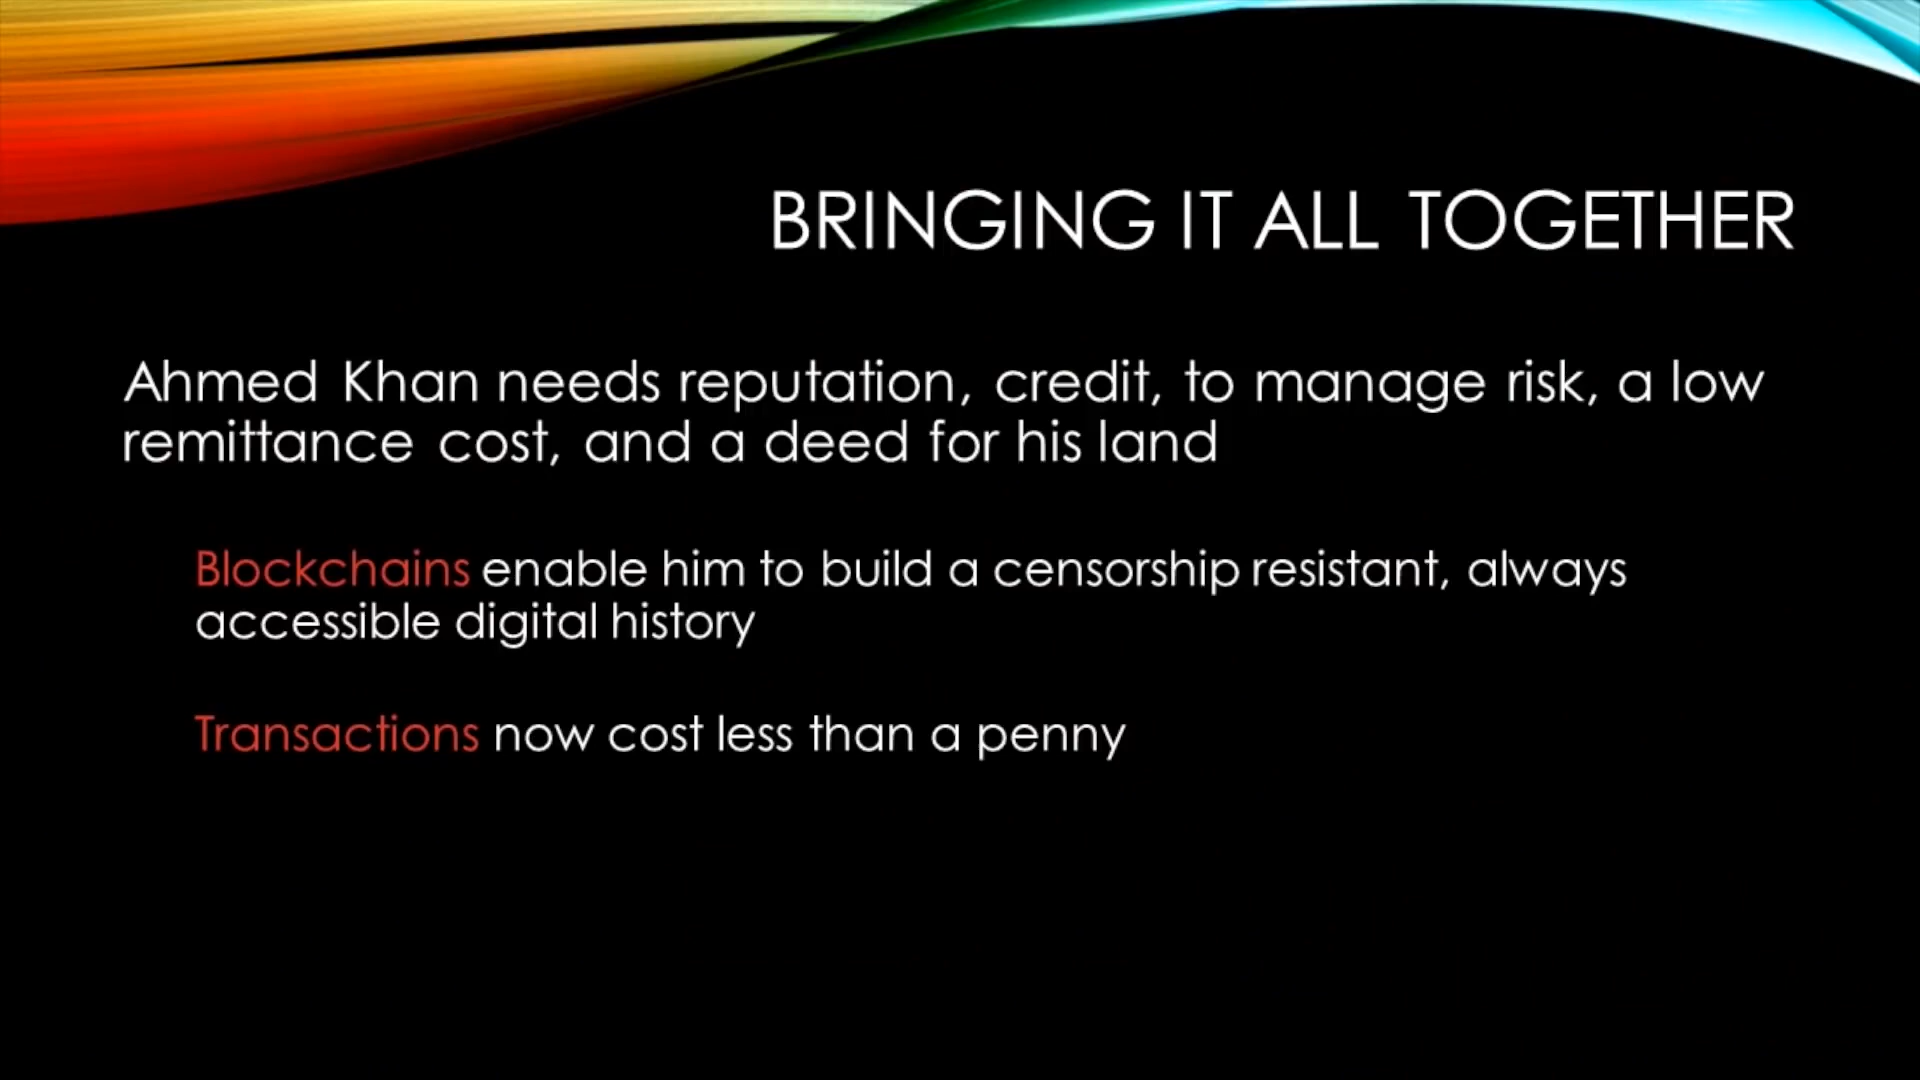 BRINGING IT ALL TOGETHER
Ahmed Khan needs reputation, credit, to manage risk, a low
remittance cost, and a deed for his land
Blockchains enable him to build a censorship resistant, always
accessible digital history
Transactions now cost less than a penny